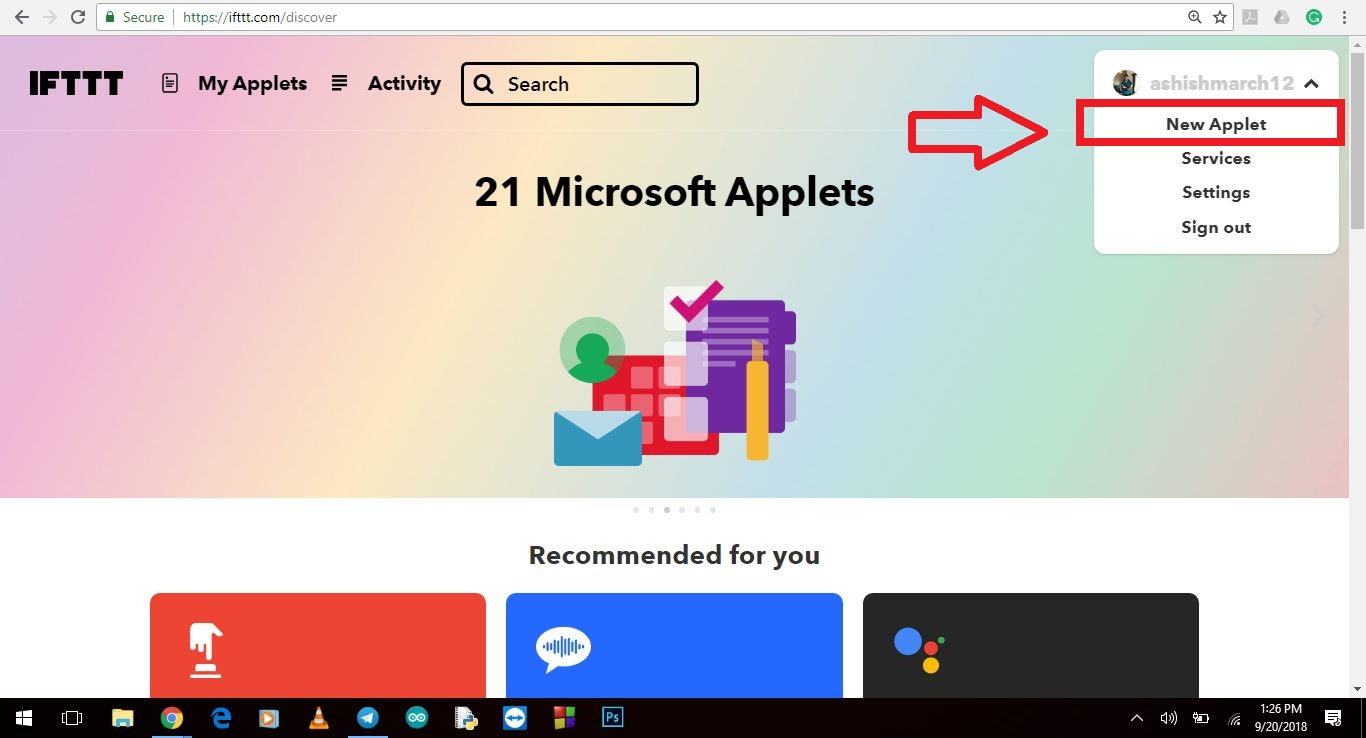 Secure
https://ifttt.com/discover
IFTTT
My Applets
Activity
Search
ashishmarch12
New Applet
Services
Settings
Sign out
21 Microsoft Applets
Recommended for you
Ps
1:26 PM
9/20/2018